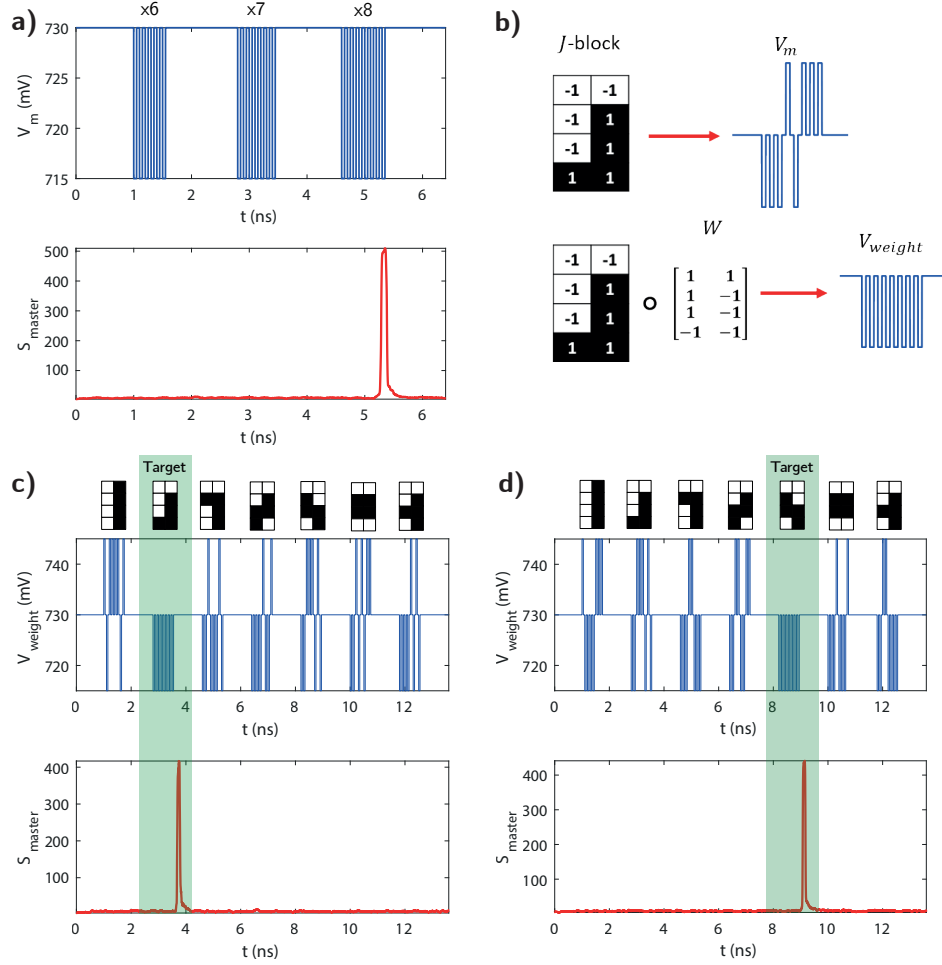 a)
x6 x7 x8
730
725
720
715
V_m (mV)
0 1 2 3 4 5 6
t (ns)
500
400
300
200
100
S_master
0 1 2 3 4 5 6
t (ns)
b)
J-block
V_m
-1 -1
-1 1
-1 1
1 1
W
V_weight
-1 -1
-1 1
-1 1
1 1
1 1
1 −1
1 −1
−1 −1
c)
Target
740
730
720
V_weight (mV)
0 2 4 6 8 10 12
t (ns)
400
300
200
100
S_master
0 2 4 6 8 10 12
t (ns)
d)
Target
740
730
720
V_weight (mV)
0 2 4 6 8 10 12
t (ns)
400
300
200
100
S_master
0 2 4 6 8 10 12
t (ns)